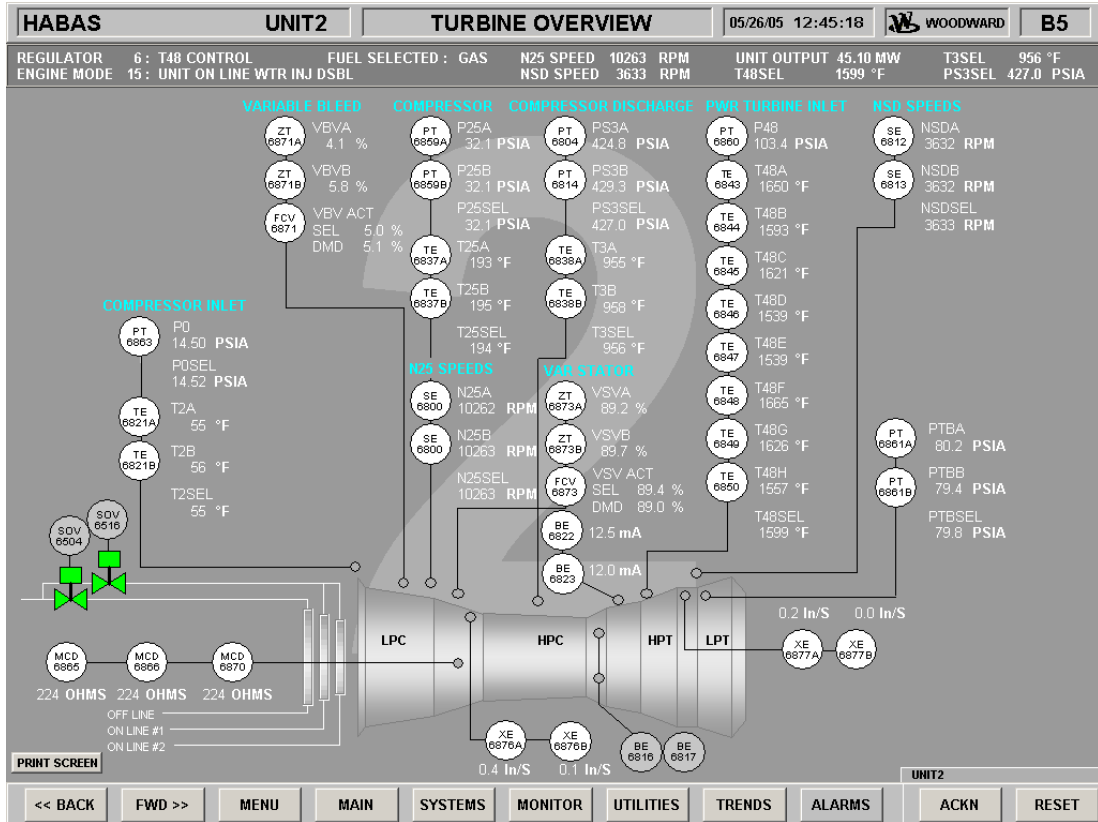 HABAS UNIT2 TURBINE OVERVIEW 05/26/05 12:45:18 WOODWARD B5
REGULATOR 6 : T48 CONTROL FUEL SELECTED : GAS N25 SPEED 10263 RPM UNIT OUTPUT 45.10 MW T3SEL 956 °F
ENGINE MODE 15 : UNIT ON LINE WTR INJ DSBL NSD SPEED 3633 RPM T48SEL 1599 °F PS3SEL 427.0 PSIA
VARIABLE BLEED
ZT 6871A VBVA 4.1 %
ZT 6871B VBVB 5.8 %
FCV 6871 VBV ACT
SEL 5.0 %
DMD 5.1 %
COMPRESSOR
PT 6859A P25A 32.1 PSIA
PT 6859B P25B 32.1 PSIA
P25SEL 32.1 PSIA
TE 6837A T25A 193 °F
TE 6837B T25B 195 °F
T25SEL 194 °F
N25 SPEEDS
SE 6800 N25A 10262 RPM
SE 6800 N25B 10263 RPM
N25SEL 10263 RPM
COMPRESSOR DISCHARGE
PT 6804 PS3A 424.8 PSIA
PT 6814 PS3B 429.3 PSIA
PS3SEL 427.0 PSIA
TE 6838A T3A 955 °F
TE 6838B T3B 958 °F
T3SEL 956 °F
VAR STATOR
ZT 6873A VSVA 89.2 %
ZT 6873B VSVB 89.7 %
FCV 6873 VSV ACT
SEL 89.4 %
DMD 89.0 %
BE 6822 12.5 mA
BE 6823 12.0 mA
PWR TURBINE INLET
PT 6860 P48 103.4 PSIA
TE 6843 T48A 1650 °F
TE 6844 T48B 1593 °F
TE 6845 T48C 1621 °F
TE 6846 T48D 1539 °F
TE 6847 T48E 1539 °F
TE 6848 T48F 1665 °F
TE 6849 T48G 1626 °F
TE 6850 T48H 1557 °F
T48SEL 1599 °F
NSD SPEEDS
SE 6812 NSDA 3632 RPM
SE 6813 NSDB 3632 RPM
NSDSEL 3633 RPM
PT 6861A PTBA 80.2 PSIA
PT 6861B PTBB 79.4 PSIA
PTBSEL 79.8 PSIA
COMPRESSOR INLET
PT 6863 P0 14.50 PSIA
P0SEL 14.52 PSIA
TE 6821A T2A 55 °F
TE 6821B T2B 56 °F
T2SEL 55 °F
2
SOV 6504 SOV 6516
LPC HPC HPT LPT
0.2 In/S 0.0 In/S
XE 6877A XE 6877B
MCD 6865 MCD 6866 MCD 6870
224 OHMS 224 OHMS 224 OHMS
OFF LINE
ON LINE #1
ON LINE #2
XE 6876A XE 6876B BE 6816 BE 6817
0.4 In/S 0.1 In/S
PRINT SCREEN
UNIT2
<< BACK FWD >> MENU MAIN SYSTEMS MONITOR UTILITIES TRENDS ALARMS ACKN RESET